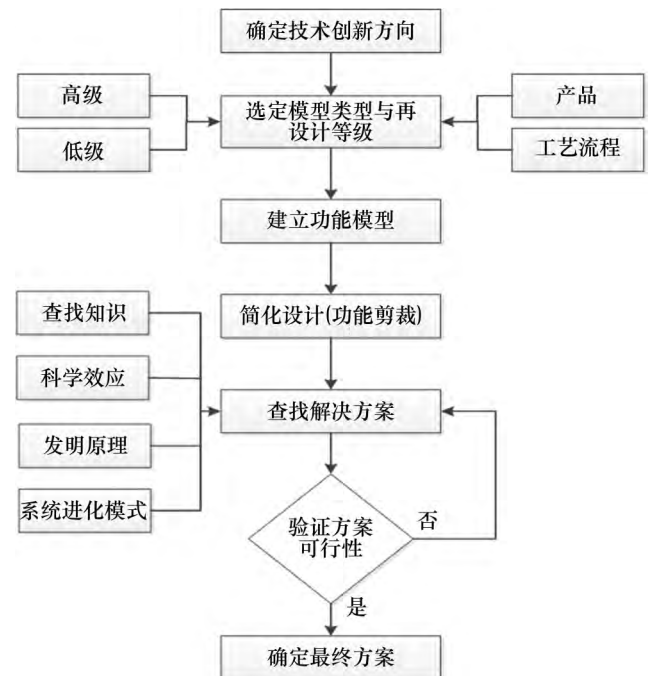 确定技术创新方向
高级
低级
选定模型类型与再
设计等级
产品
工艺流程
建立功能模型
简化设计(功能剪裁)
查找知识
科学效应
发明原理
系统进化模式
查找解决方案
验证方案
可行性
否
是
确定最终方案